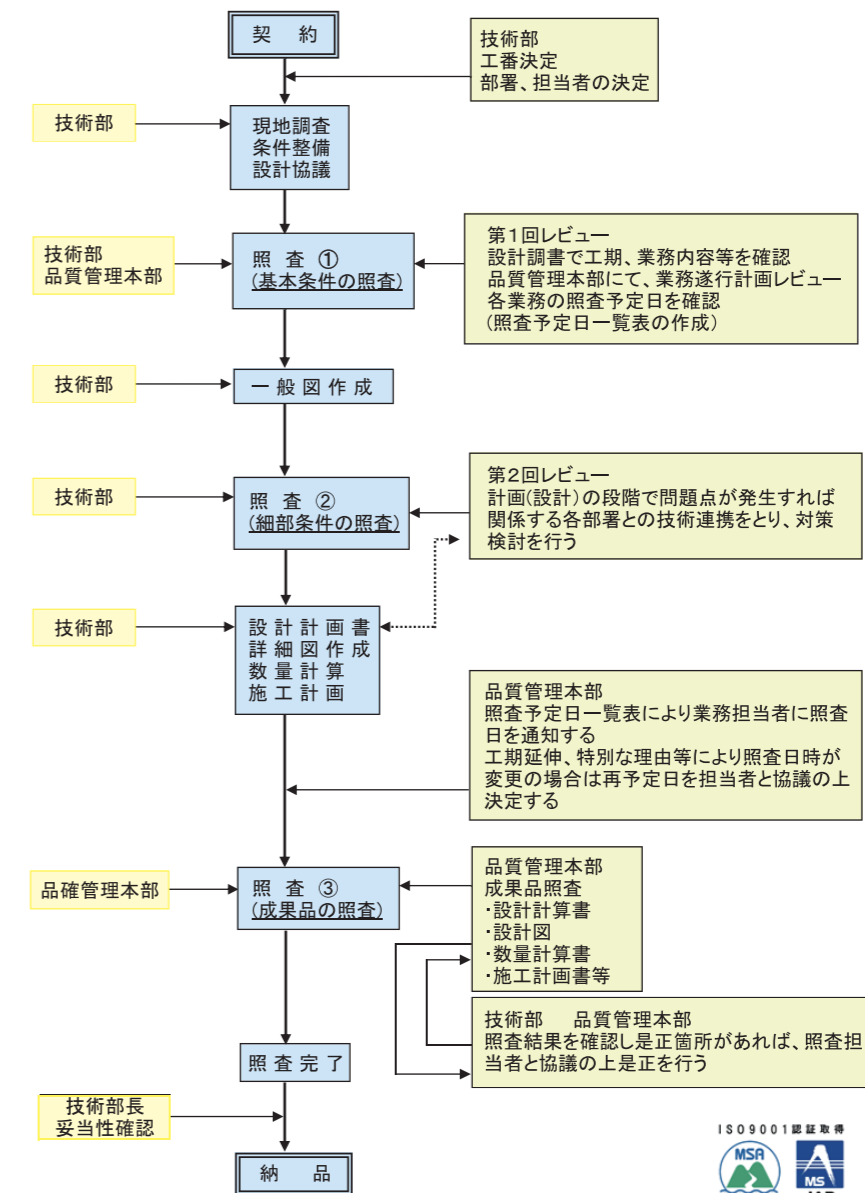 契 約
技術部
工番決定
部署、担当者の決定
技術部
現地調査
条件整備
設計協議
技術部
品質管理本部
照 査 ①
(基本条件の照査)
第1回レビュー
設計調書で工期、業務内容等を確認
品質管理本部にて、業務遂行計画レビュー
各業務の照査予定日を確認
(照査予定日一覧表の作成)
技術部
一 般 図 作 成
技術部
照 査 ②
(細部条件の照査)
第2回レビュー
計画(設計)の段階で問題点が発生すれば
関係する各部署との技術連携をとり、対策
検討を行う
技術部
設 計 計 画 書
詳 細 図 作 成
数 量 計 算
施 工 計 画
品質管理本部
照査予定日一覧表により業務担当者に照査
日を通知する
工期延伸、特別な理由等により照査日時が
変更の場合は再予定日を担当者と協議の上
決定する
品確管理本部
照 査 ③
(成果品の照査)
品質管理本部
成果品照査
・設計計算書
・設計図
・数量計算書
・施工計画書等
技術部 品質管理本部
照査結果を確認し是正箇所があれば、照査担
当者と協議の上是正を行う
照 査 完 了
技術部長
妥当性確認
納 品
ISO9001認証取得
MSA
MS